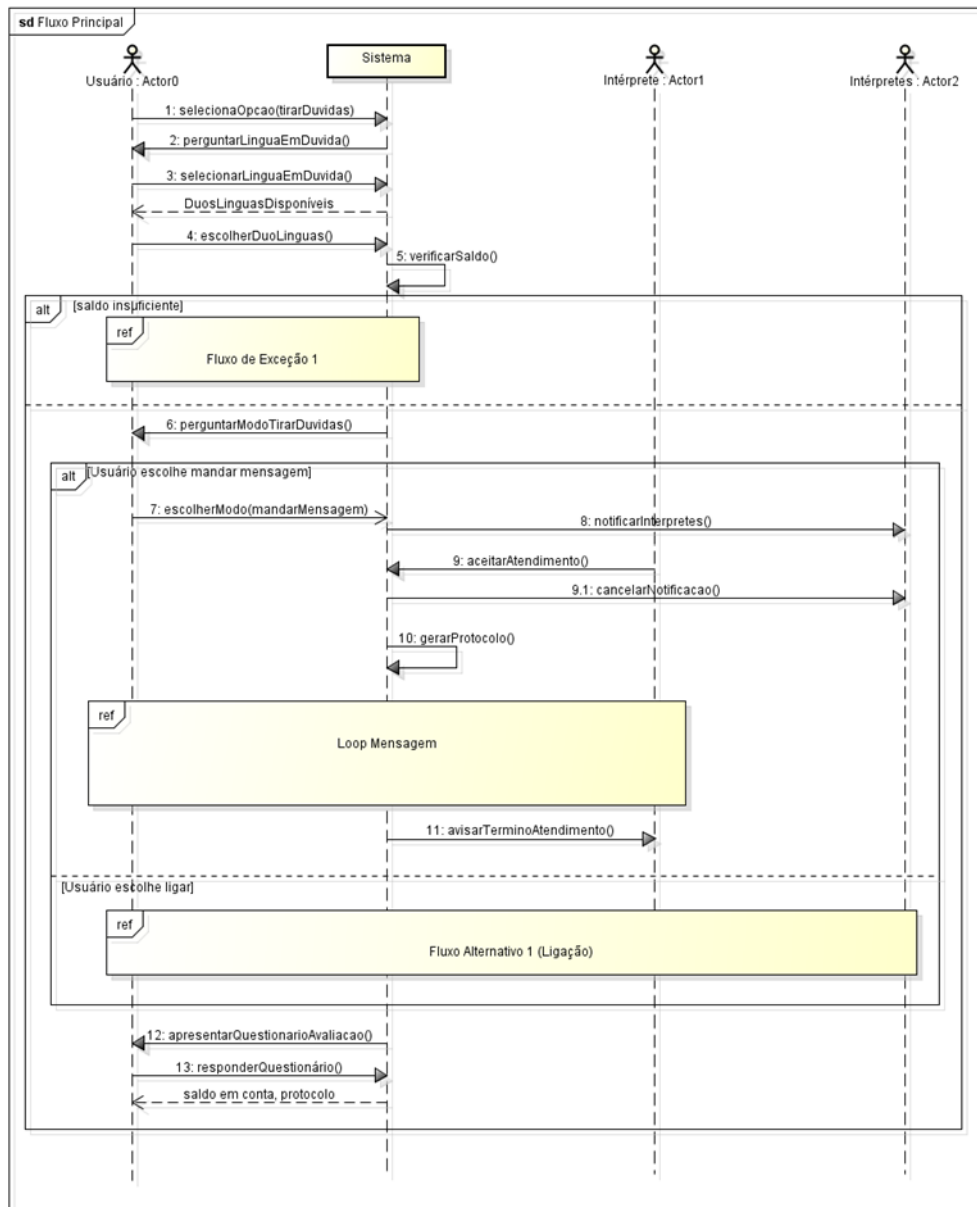 sd Fluxo Principal
Usuário : Actor0
Sistema
Intérprete : Actor1
Intérpretes : Actor2
1: selecionaOpcao(tirarDuvidas)
2: perguntarLinguaEmDuvida()
3: selecionarLinguaEmDuvida()
DuosLinguasDisponíveis
4: escolherDuoLinguas()
5: verificarSaldo()
alt
[saldo insuficiente]
ref
Fluxo de Exceção 1
6: perguntarModoTirarDuvidas()
alt
[Usuário escolhe mandar mensagem]
7: escolherModo(mandarMensagem)
8: notificarInterpretes()
9: aceitarAtendimento()
9.1: cancelarNotificacao()
10: gerarProtocolo()
ref
Loop Mensagem
11: avisarTerminoAtendimento()
[Usuário escolhe ligar]
ref
Fluxo Alternativo 1 (Ligação)
12: apresentarQuestionarioAvaliacao()
13: responderQuestionário()
saldo em conta, protocolo